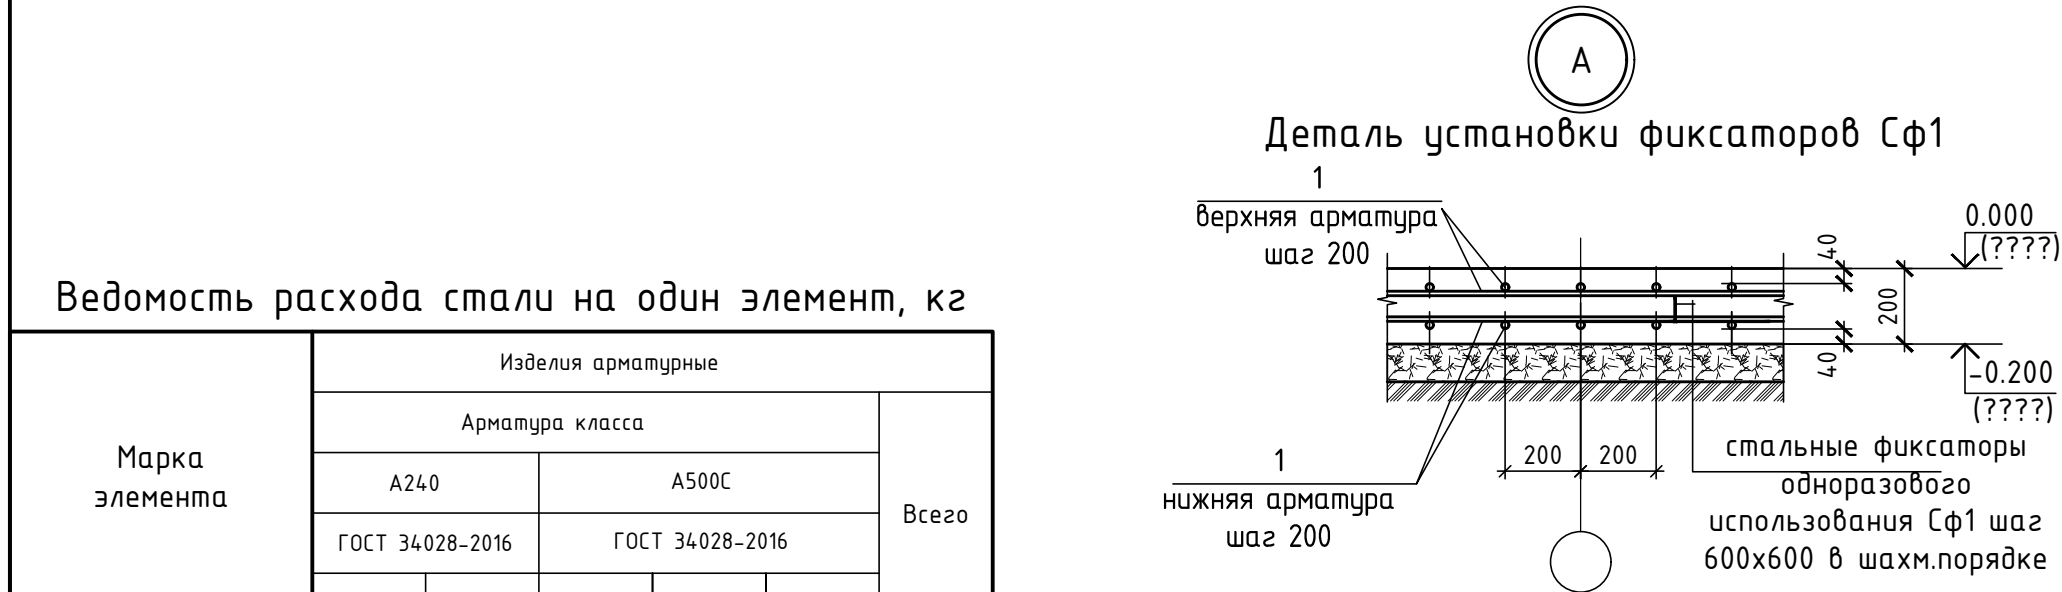 Ведомость расхода стали на один элемент, кг
Марка
элемента
Изделия арматурные
Арматура класса
А240
А500С
Всего
ГОСТ 34028-2016
ГОСТ 34028-2016
А
Деталь установки фиксаторов Сф1
1
верхняя арматура
шаг 200
0.000
(????)
40
200
40
-0.200
(????)
200
200
1
нижняя арматура
шаг 200
стальные фиксаторы
одноразового
использования Сф1 шаг
600х600 в шахм.порядке